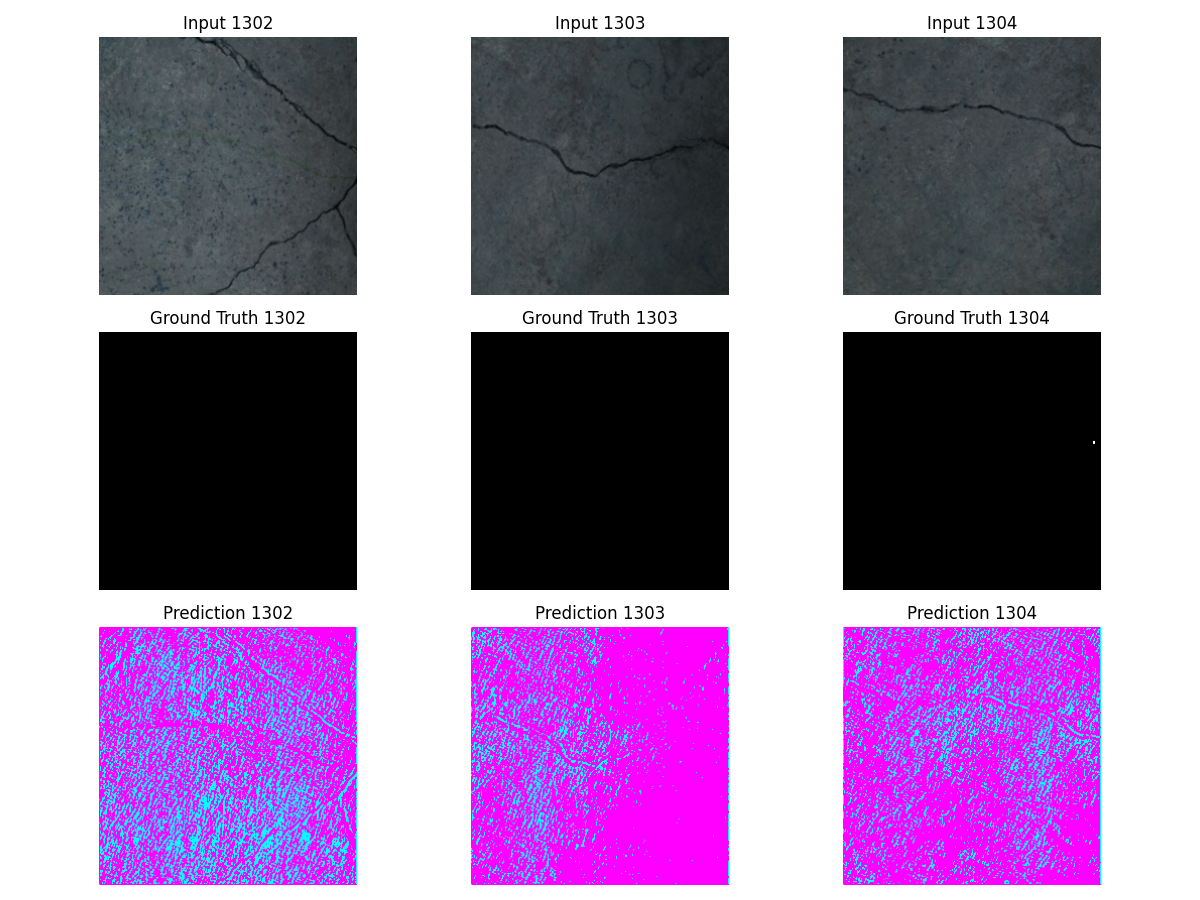 Input 1302
Input 1303
Input 1304
Ground Truth 1302
Ground Truth 1303
Ground Truth 1304
Prediction 1302
Prediction 1303
Prediction 1304